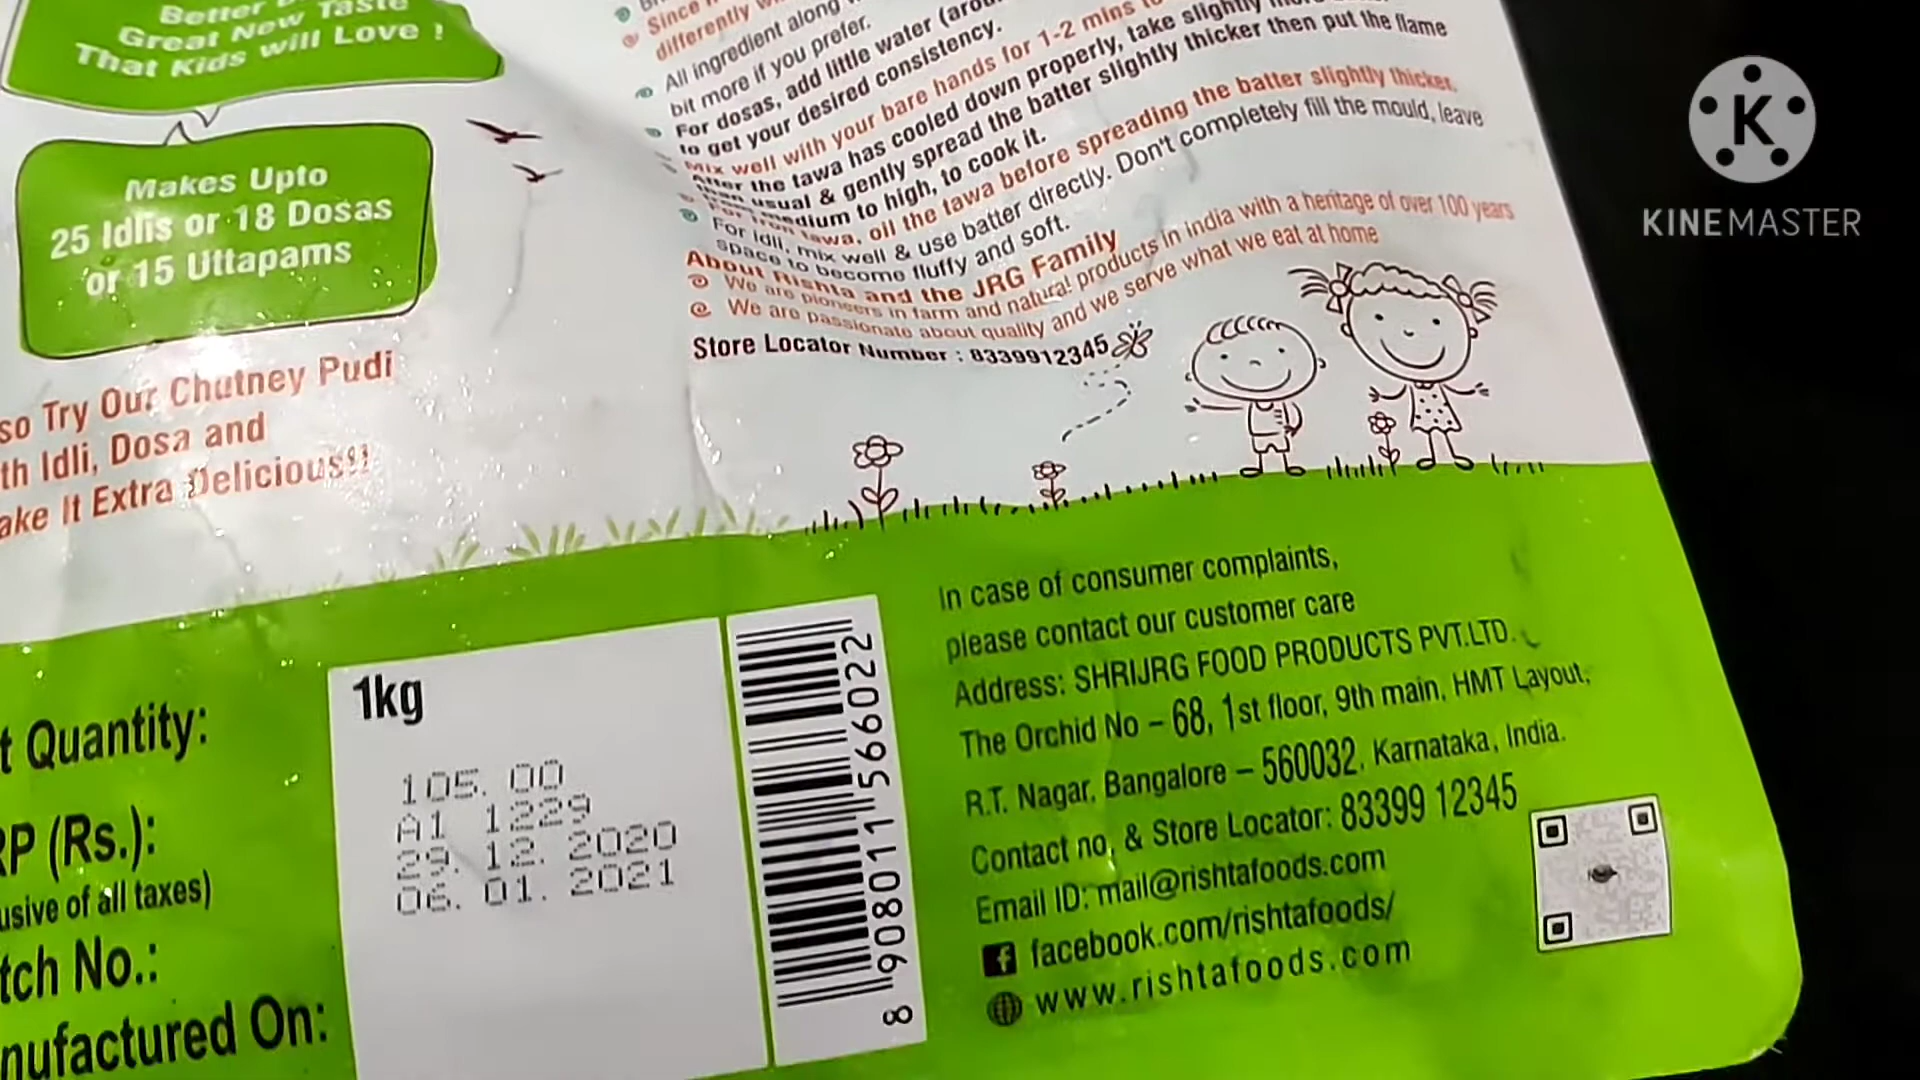 Better
Great New Taste
That Kids will Love !
Makes Upto
25 Idlis or 18 Dosas
or 15 Uttapams
so Try Our Chutney Pudi
th Idli, Dosa and
ake It Extra Delicious!!
Since
differently
All ingredient along
bit more if you prefer.
For dosas, add little water
to get your desired consistency.
Mix well with your bare hands for 1-2 mins
After the tawa has cooled down properly, take slightly
than usual & gently spread the batter slightly thicker then put the flame
medium to high, to cook it.
For iron tawa, oil the tawa before spreading the batter slightly thicker.
For Idli, mix well & use batter directly. Don't completely fill the mould, leave
space to become fluffy and soft.
About Rishta and the JRG Family
We are pioneers in farm and natural products in india with a heritage of over 100 years
We are passionate about quality and we serve what we eat at home
Store Locator Number : 8339912345
t Quantity:
RP (Rs.):
usive of all taxes)
tch No.:
nufactured On:
1kg
105.00
A1 1229
29.12.2020
06.01.2021
8 908011 566022
In case of consumer complaints,
please contact our customer care
Address: SHRIJRG FOOD PRODUCTS PVT.LTD.
The Orchid No – 68, 1st floor, 9th main, HMT Layout,
R.T. Nagar, Bangalore – 560032, Karnataka, India.
Contact no, & Store Locator: 83399 12345
Email ID: mail@rishtafoods.com
facebook.com/rishtafoods/
www.rishtafoods.com
K
KINEMASTER